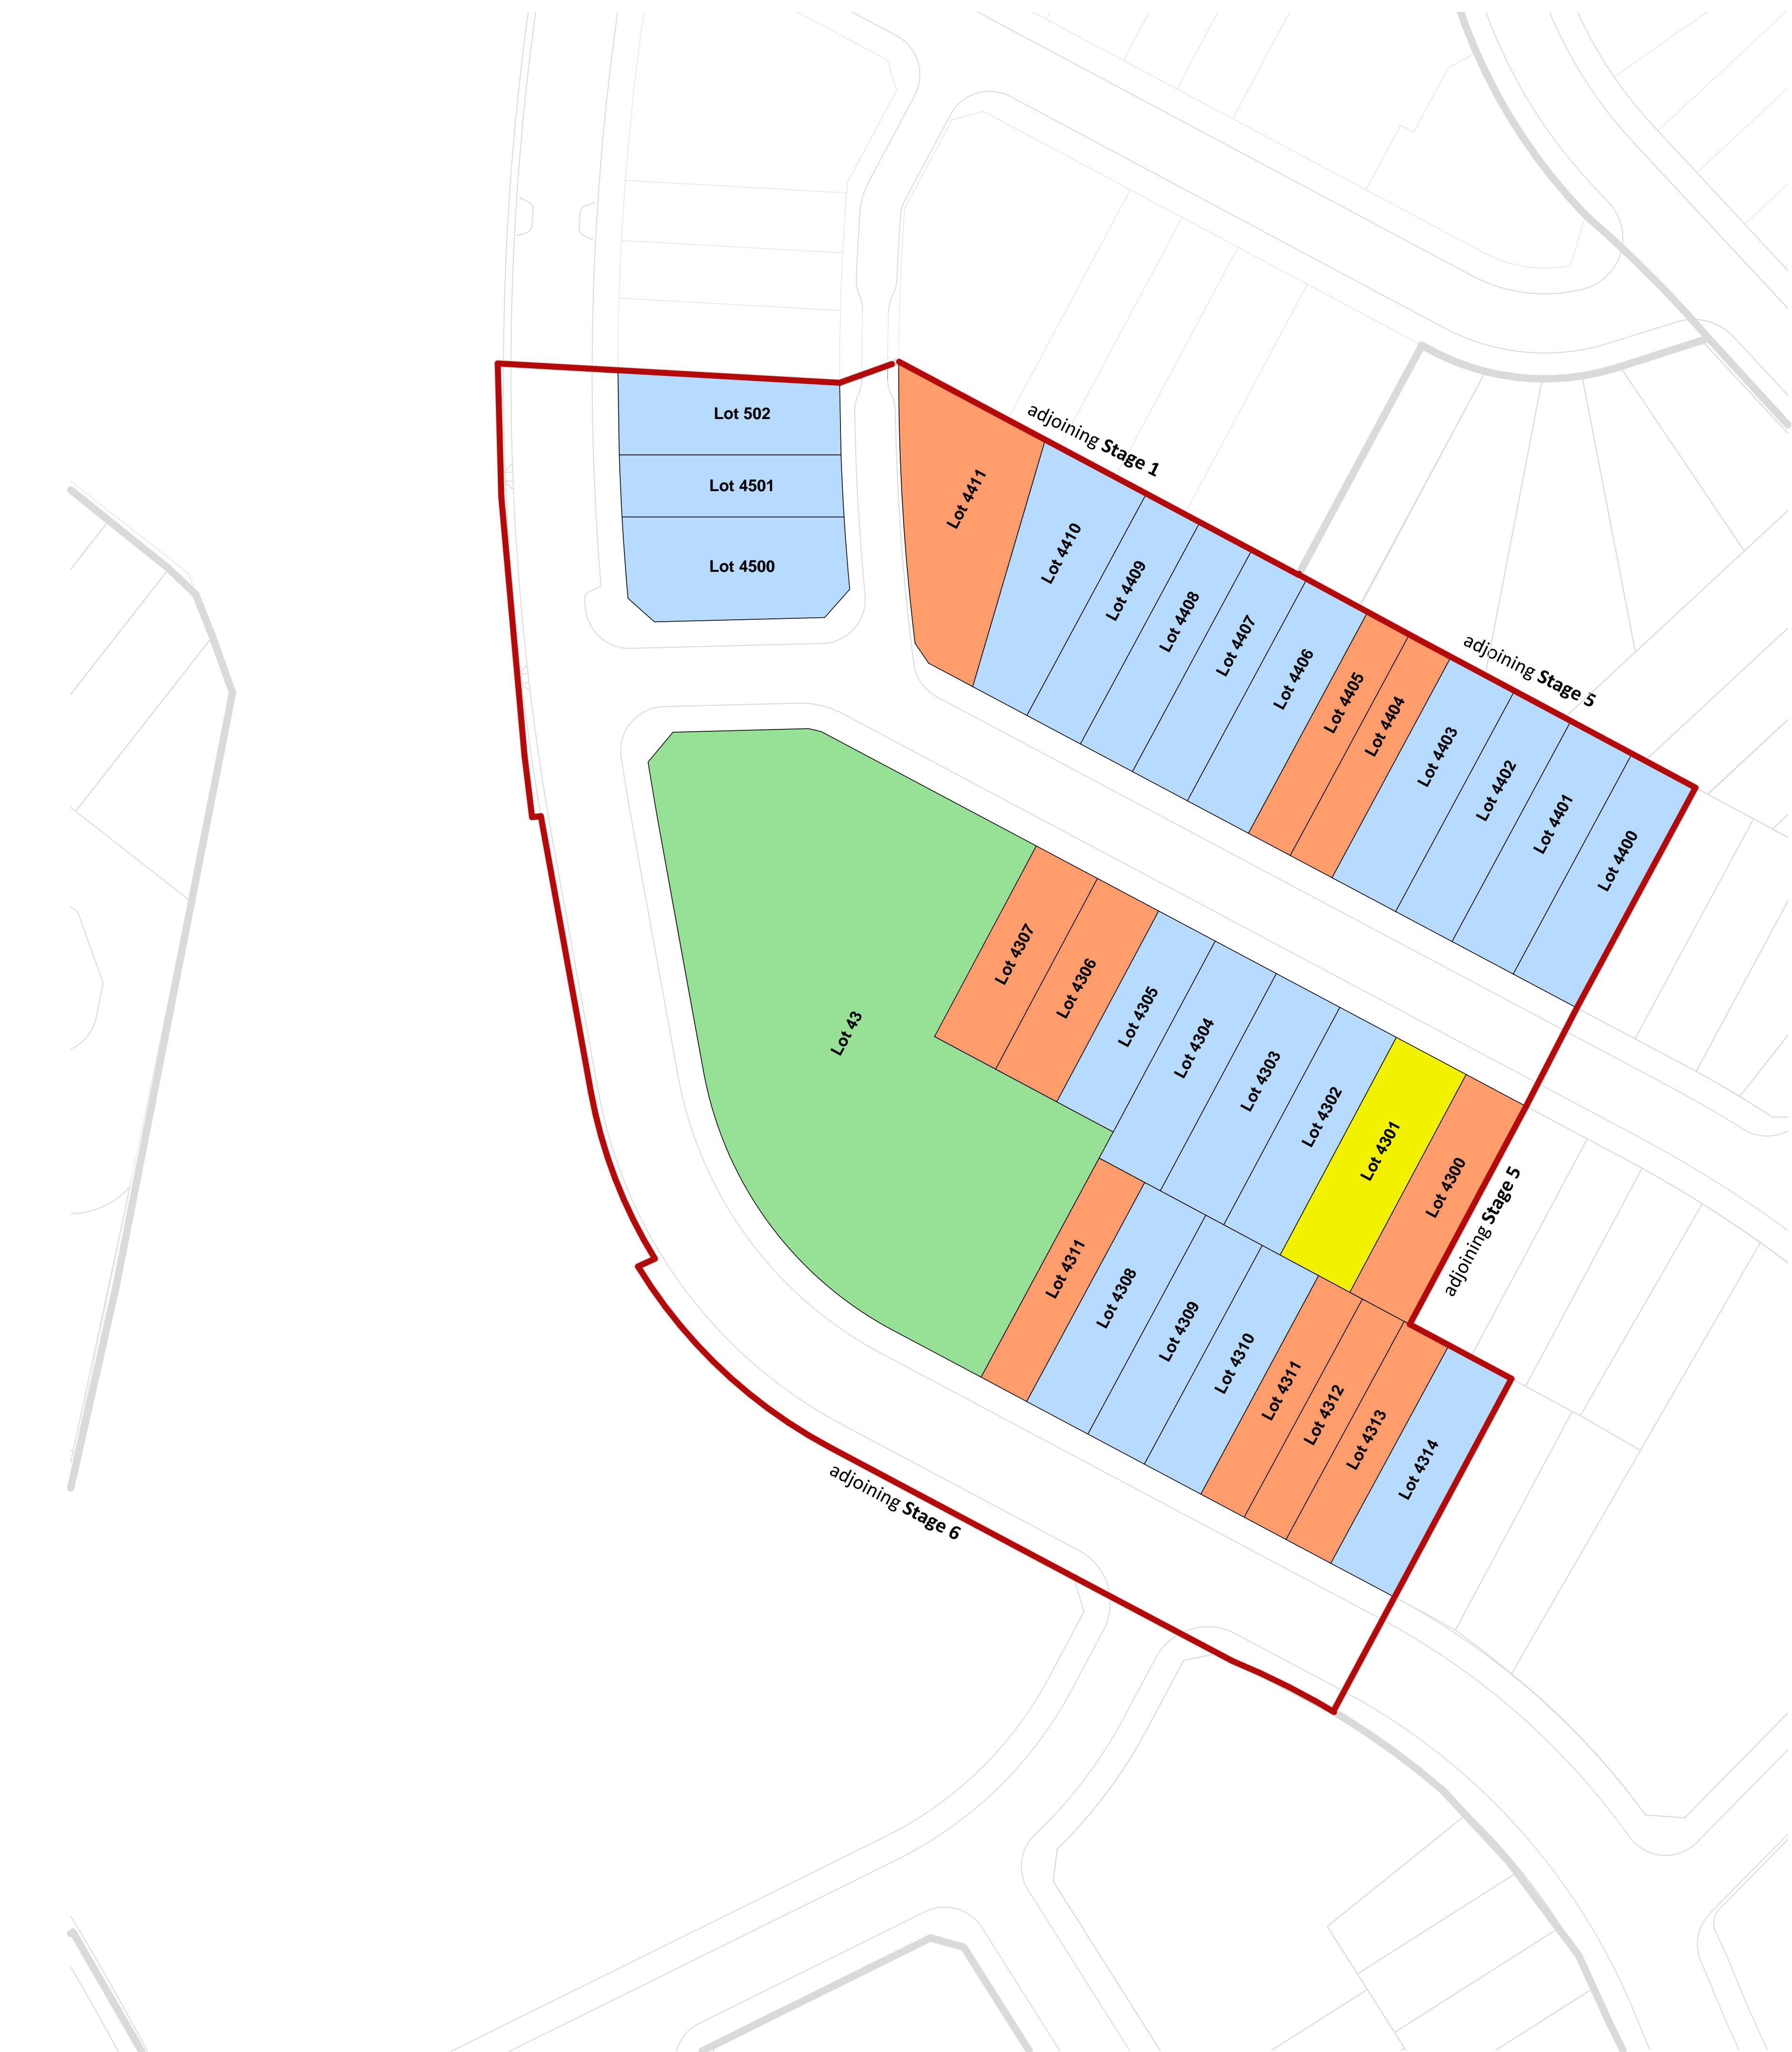 adjoining Stage 1
Lot 502
Lot 4501
Lot 4500
Lot 4411
Lot 4410
Lot 4409
Lot 4408
Lot 4407
Lot 4406
Lot 4405
Lot 4404
Lot 4403
Lot 4402
Lot 4401
Lot 4400
adjoining Stage 5
Lot 43
Lot 4307
Lot 4306
Lot 4305
Lot 4304
Lot 4303
Lot 4302
Lot 4301
Lot 4300
adjoining Stage 5
Lot 4311
Lot 4308
Lot 4309
Lot 4310
Lot 4311
Lot 4312
Lot 4313
Lot 4314
adjoining Stage 6